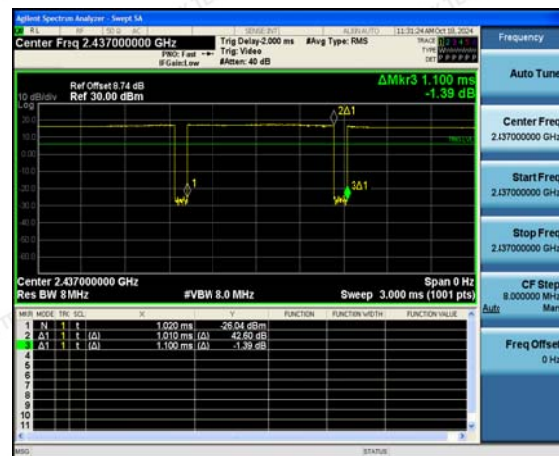 Agilent Spectrum Analyzer - Swept SA
RL RF 50 Ω AC SENSE:INT ALIGN AUTO 11:31:24 AM Oct 18, 2024
Center Freq 2.437000000 GHz
PNO: Fast
IFGain:Low
Trig Delay-2.000 ms
Trig: Video
#Atten: 40 dB
#Avg Type: RMS
TRACE 1 2 3 4 5 6
TYPE
DET P P P P P P
Ref Offset 8.74 dB
Ref 30.00 dBm
ΔMkr3 1.100 ms
-1.39 dB
10 dB/div
Log
20.0
10.0
0.00
-10.0
-20.0
-30.0
-40.0
-50.0
-60.0
2Δ1
1
3Δ1
Center 2.437000000 GHz
Span 0 Hz
Res BW 8 MHz
#VBW 8.0 MHz
Sweep 3.000 ms (1001 pts)
MKR MODE TRC SCL X Y FUNCTION FUNCTION WIDTH FUNCTION VALUE
1 N 1 t 1.020 ms -26.04 dBm
2 Δ1 1 t (Δ) 1.010 ms (Δ) 42.60 dB
3 Δ1 1 t (Δ) 1.100 ms (Δ) -1.39 dB
4
5
6
7
8
9
10
11
MSG
STATUS
Frequency
Auto Tune
Center Freq
2.437000000 GHz
Start Freq
2.437000000 GHz
Stop Freq
2.437000000 GHz
CF Step
8.000000 MHz
Auto Man
Freq Offset
0 Hz